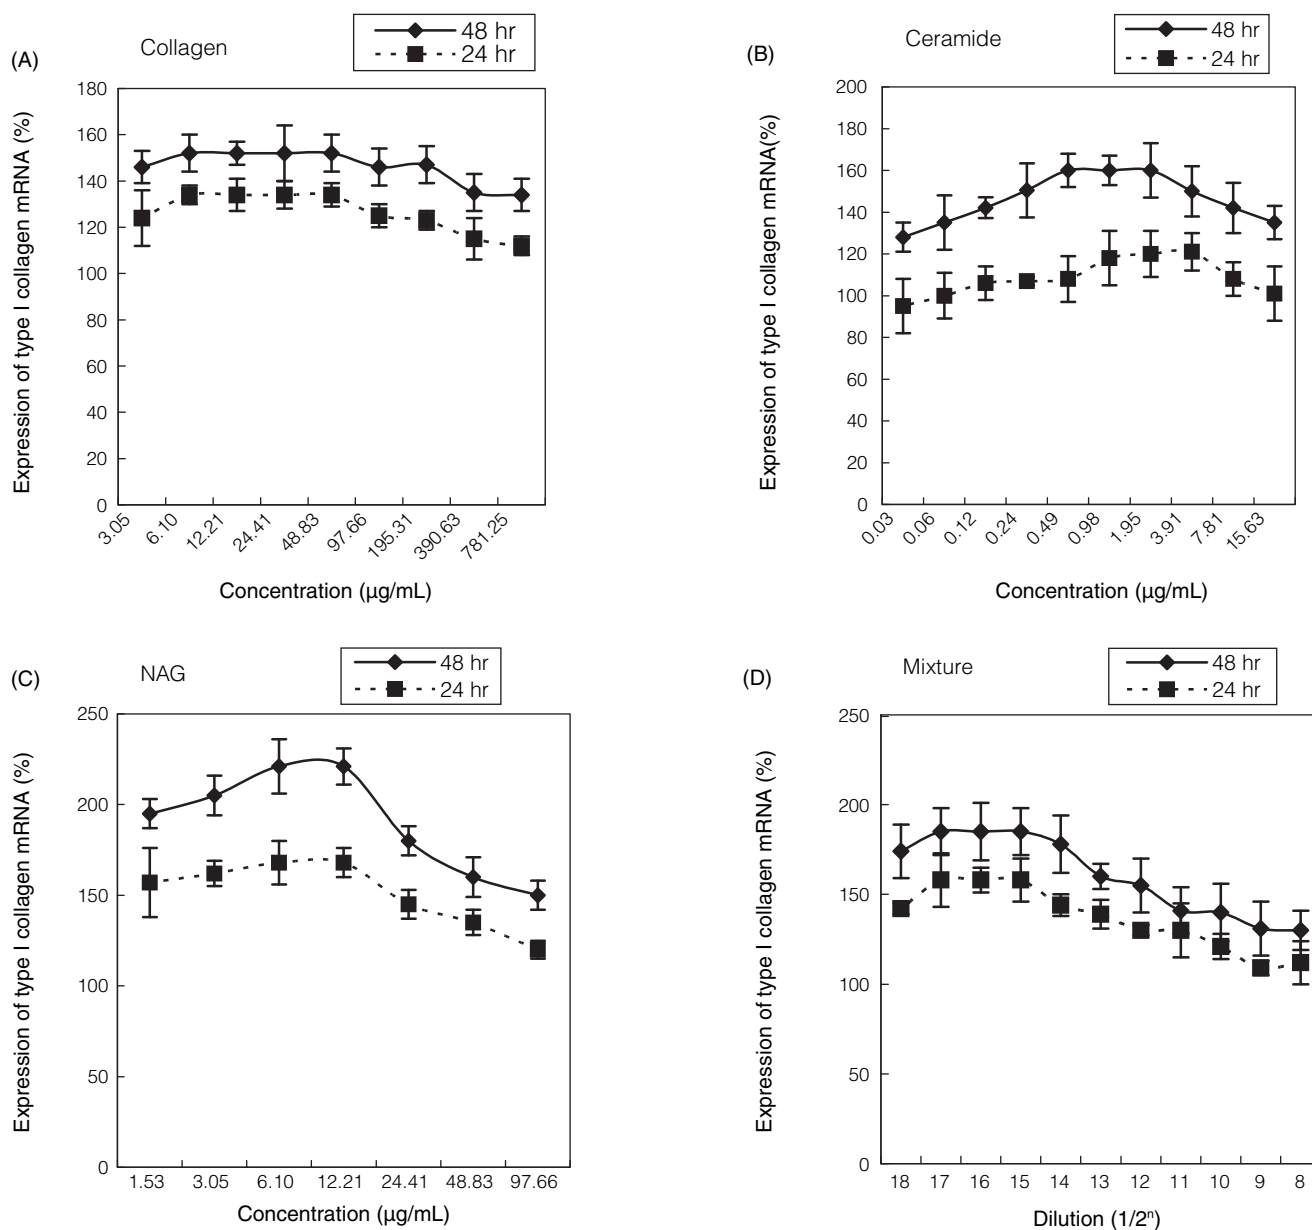 (A)
Collagen
48 hr
24 hr
Expression of type I collagen mRNA (%)
180
160
140
120
100
80
60
40
20
0
3.05
6.10
12.21
24.41
48.83
97.66
195.31
390.63
781.25
Concentration (µg/mL)
(B)
Ceramide
48 hr
24 hr
Expression of type I collagen mRNA(%)
200
180
160
140
120
100
80
60
40
20
0
0.03
0.06
0.12
0.24
0.49
0.98
1.95
3.91
7.81
15.63
Concentration (µg/mL)
(C)
NAG
48 hr
24 hr
Expression of type I collagen mRNA (%)
250
200
150
100
50
0
1.53 3.05 6.10 12.21 24.41 48.83 97.66
Concentration (µg/mL)
(D)
Mixture
48 hr
24 hr
Expression of type I collagen mRNA (%)
250
200
150
100
50
0
18 17 16 15 14 13 12 11 10 9 8
Dilution (1/2ⁿ)